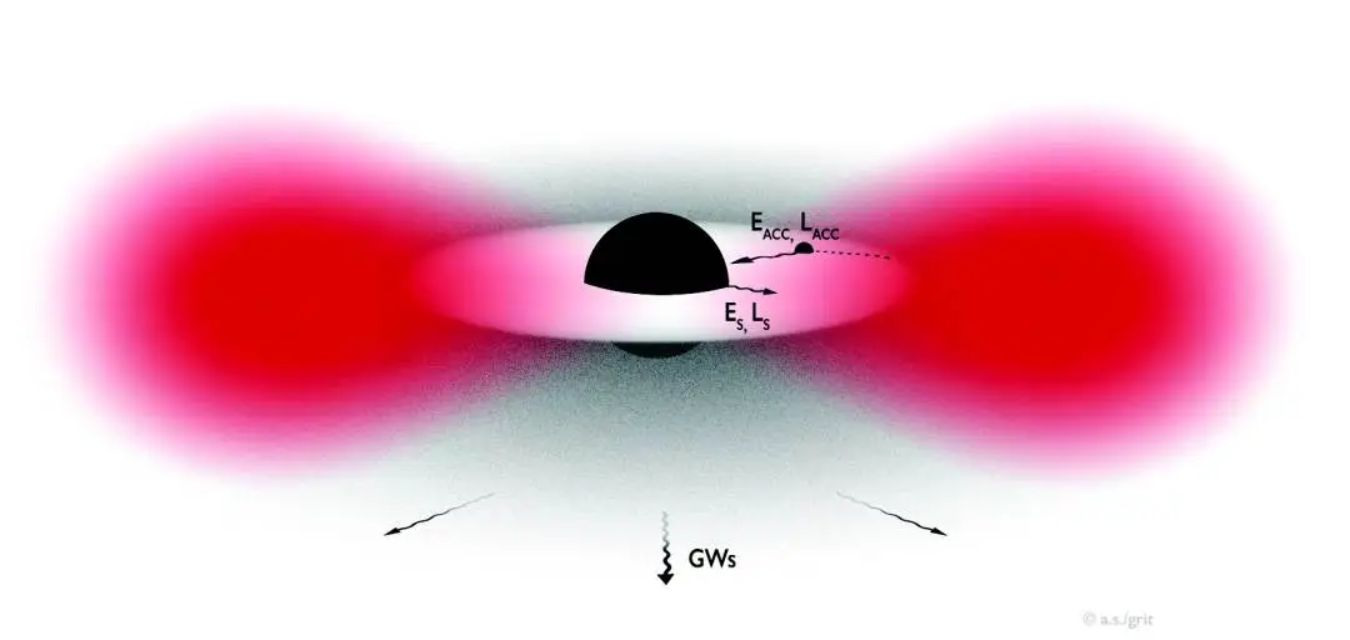 E_ACC, L_ACC
E_S, L_S
GWs
© a.s./grit